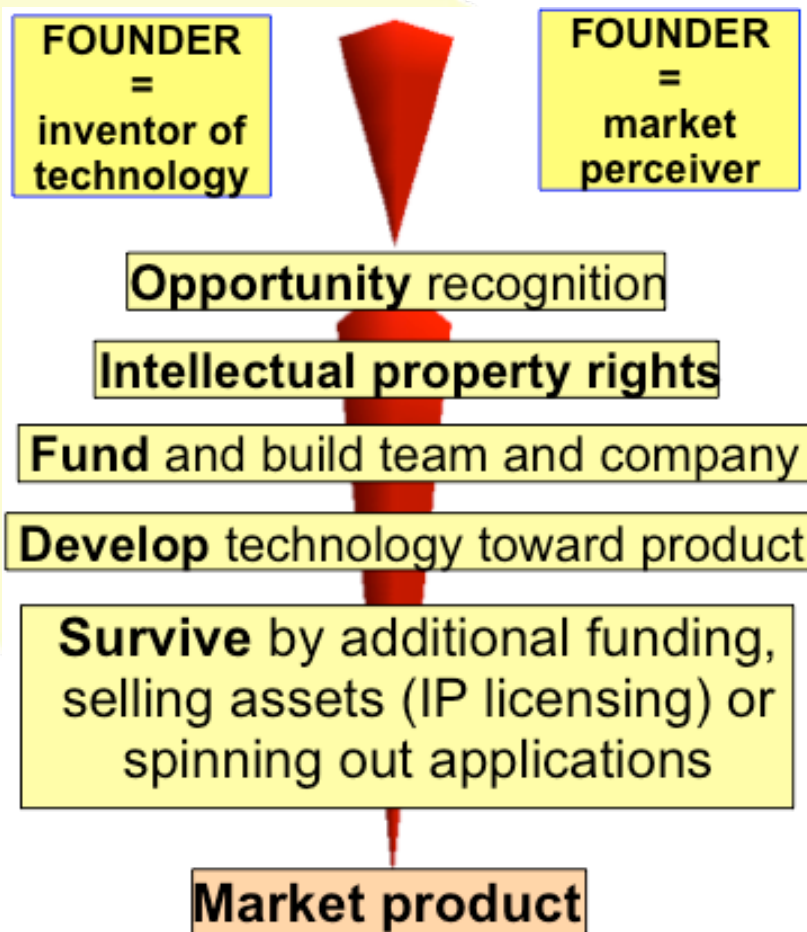 FOUNDER
=
inventor of
technology
FOUNDER
=
market
perceiver
Opportunity recognition
Intellectual property rights
Fund and build team and company
Develop technology toward product
Survive by additional funding,
selling assets (IP licensing) or
spinning out applications
Market product